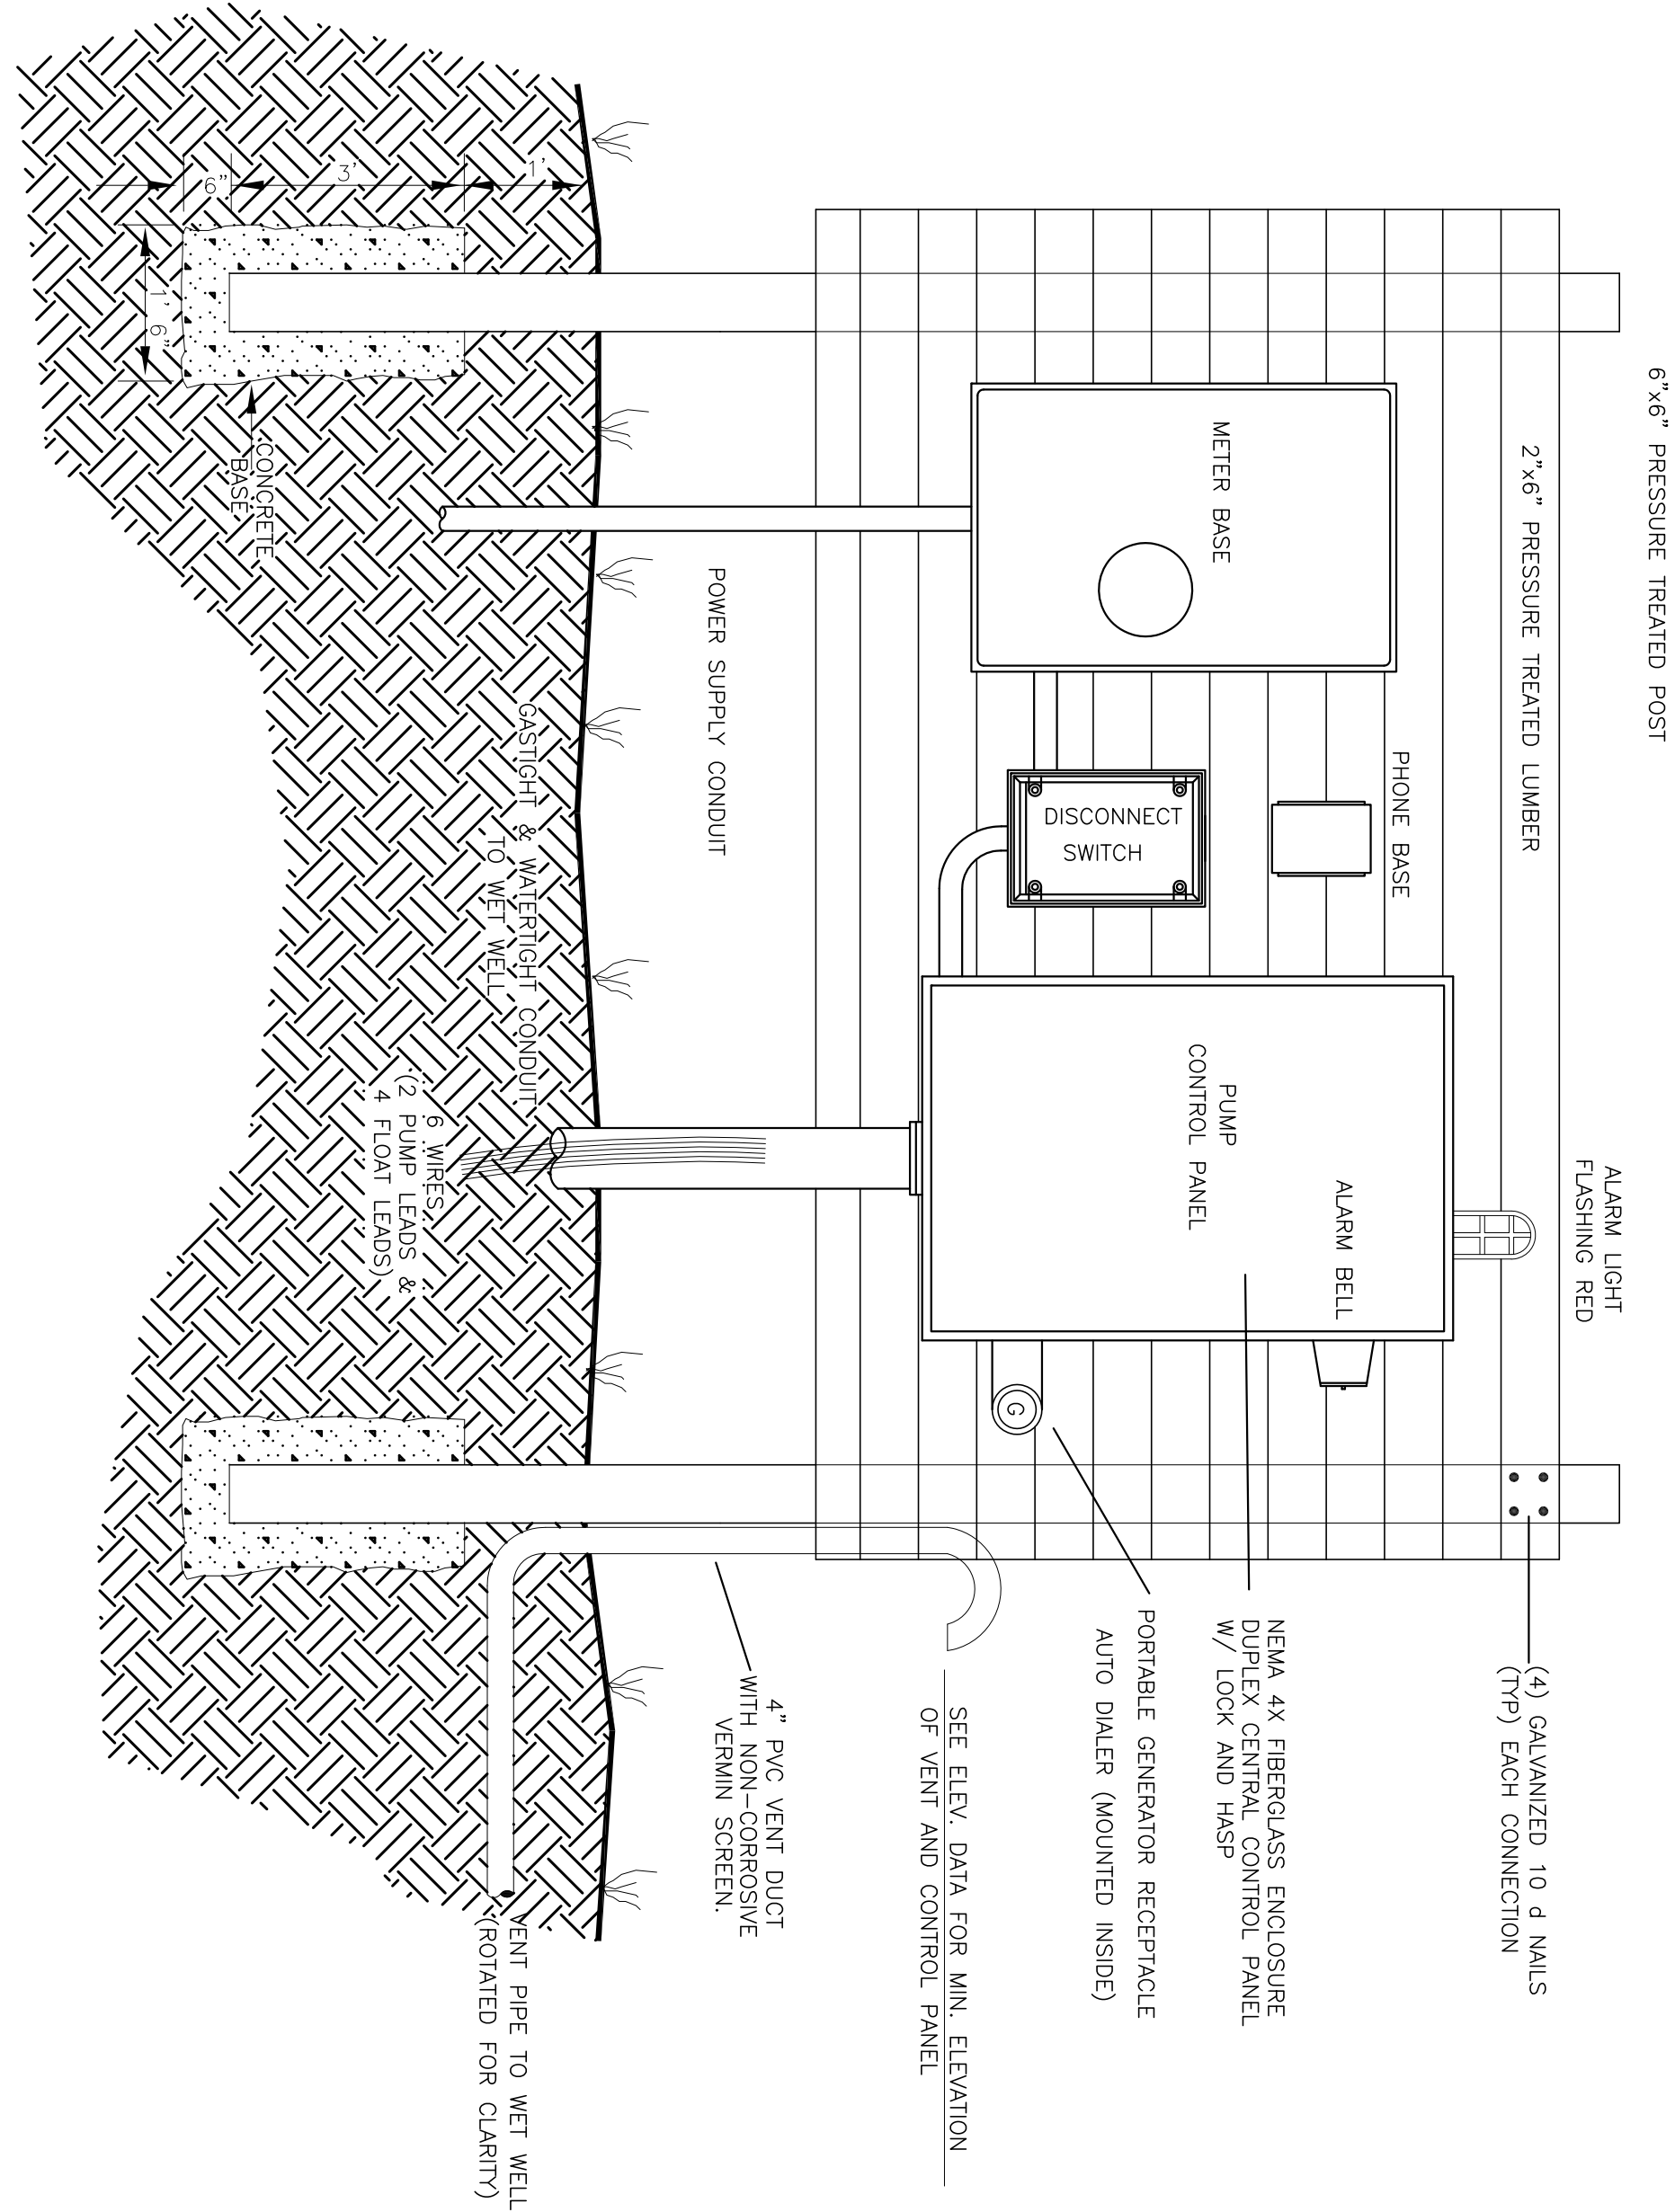 6"x6" PRESSURE TREATED POST
2"x6" PRESSURE TREATED LUMBER
ALARM LIGHT
FLASHING RED
(4) GALVANIZED 10 d NAILS
(TYP) EACH CONNECTION
PHONE BASE
METER BASE
ALARM BELL
PUMP
CONTROL PANEL
DISCONNECT
SWITCH
G
NEMA 4X FIBERGLASS ENCLOSURE
DUPLEX CENTRAL CONTROL PANEL
W/ LOCK AND HASP
PORTABLE GENERATOR RECEPTACLE
AUTO DIALER (MOUNTED INSIDE)
SEE ELEV. DATA FOR MIN. ELEVATION
OF VENT AND CONTROL PANEL
POWER SUPPLY CONDUIT
4" PVC VENT DUCT
WITH NON-CORROSIVE
VERMIN SCREEN.
1'
3'
6"
1' 6"
CONCRETE
BASE
GASTIGHT & WATERTIGHT CONDUIT
TO WET WELL
6 WIRES
(2 PUMP LEADS &
4 FLOAT LEADS)
VENT PIPE TO WET WELL
(ROTATED FOR CLARITY)